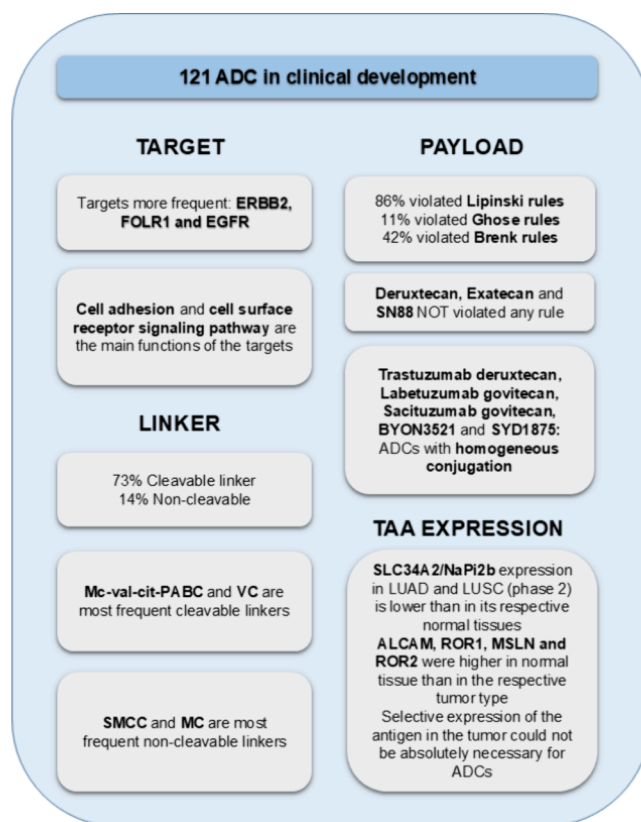 121 ADC in clinical development
TARGET
Targets more frequent: ERBB2,
FOLR1 and EGFR
Cell adhesion and cell surface
receptor signaling pathway are
the main functions of the targets
LINKER
73% Cleavable linker
14% Non-cleavable
Mc-val-cit-PABC and VC are
most frequent cleavable linkers
SMCC and MC are most
frequent non-cleavable linkers
PAYLOAD
86% violated Lipinski rules
11% violated Ghose rules
42% violated Brenk rules
Deruxtecan, Exatecan and
SN88 NOT violated any rule
Trastuzumab deruxtecan,
Labetuzumab govitecan,
Sacituzumab govitecan,
BYON3521 and SYD1875:
ADCs with homogeneous
conjugation
TAA EXPRESSION
SLC34A2/NaPi2b expression
in LUAD and LUSC (phase 2)
is lower than in its respective
normal tissues
ALCAM, ROR1, MSLN and
ROR2 were higher in normal
tissue than in the respective
tumor type
Selective expression of the
antigen in the tumor could not
be absolutely necessary for
ADCs